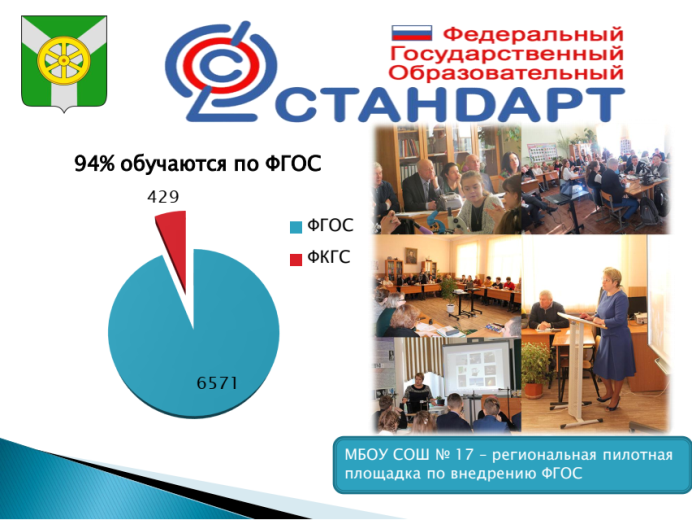 Федеральный
Государственный
Образовательный
СТАНДАРТ
94% обучаются по ФГОС
429
6571
ФГОС
ФКГС
МБОУ СОШ № 17 – региональная пилотная
площадка по внедрению ФГОС